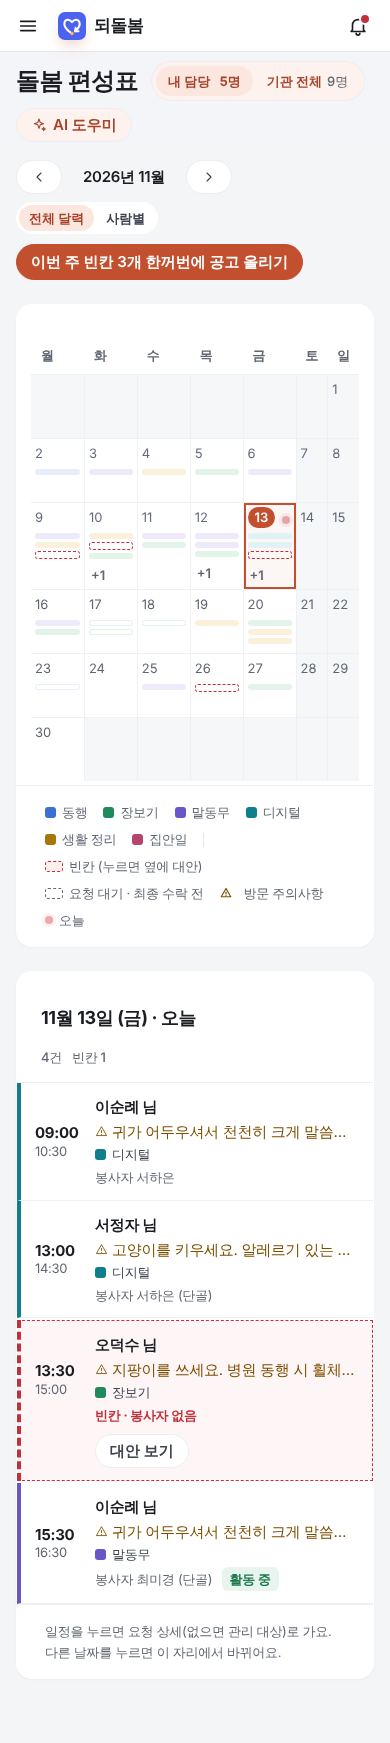 되돌봄
돌봄 편성표
내 담당 5명
기관 전체 9명
AI 도우미
2026년 11월
전체 달력 사람별
이번 주 빈칸 3개 한꺼번에 공고 올리기
월 화 수 목 금 토 일
1
2 3 4 5 6 7 8
9 10 11 12 13 14 15
+1 +1 +1
16 17 18 19 20 21 22
23 24 25 26 27 28 29
30
동행 장보기 말동무 디지털
생활 정리 집안일
빈칸 (누르면 옆에 대안)
요청 대기 · 최종 수락 전 방문 주의사항
오늘
11월 13일 (금) · 오늘
4건 빈칸 1
이순례 님
09:00
10:30
귀가 어두우셔서 천천히 크게 말씀...
디지털
봉사자 서하은
서정자 님
13:00
14:30
고양이를 키우세요. 알레르기 있는 ...
디지털
봉사자 서하은 (단골)
오덕수 님
13:30
15:00
지팡이를 쓰세요. 병원 동행 시 휠체...
장보기
빈칸 · 봉사자 없음
대안 보기
이순례 님
15:30
16:30
귀가 어두우셔서 천천히 크게 말씀...
말동무
봉사자 최미경 (단골) 활동 중
일정을 누르면 요청 상세(없으면 관리 대상)로 가요.
다른 날짜를 누르면 이 자리에서 바뀌어요.